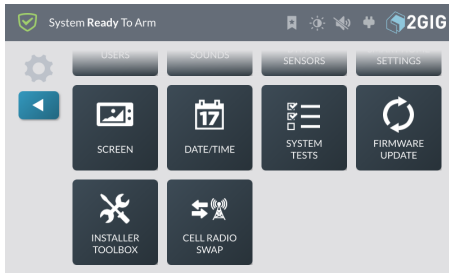 System Ready To Arm
2GIG
USERS
SOUNDS
SENSORS
SETTINGS
SCREEN
17
DATE/TIME
SYSTEM
TESTS
FIRMWARE
UPDATE
INSTALLER
TOOLBOX
CELL RADIO
SWAP